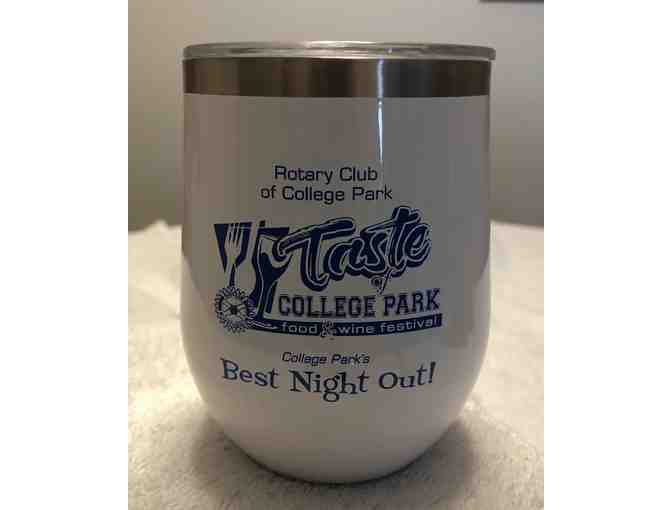 Rotary Club
of College Park
Taste
of
COLLEGE PARK
food & wine festival
College Park's
Best Night Out!